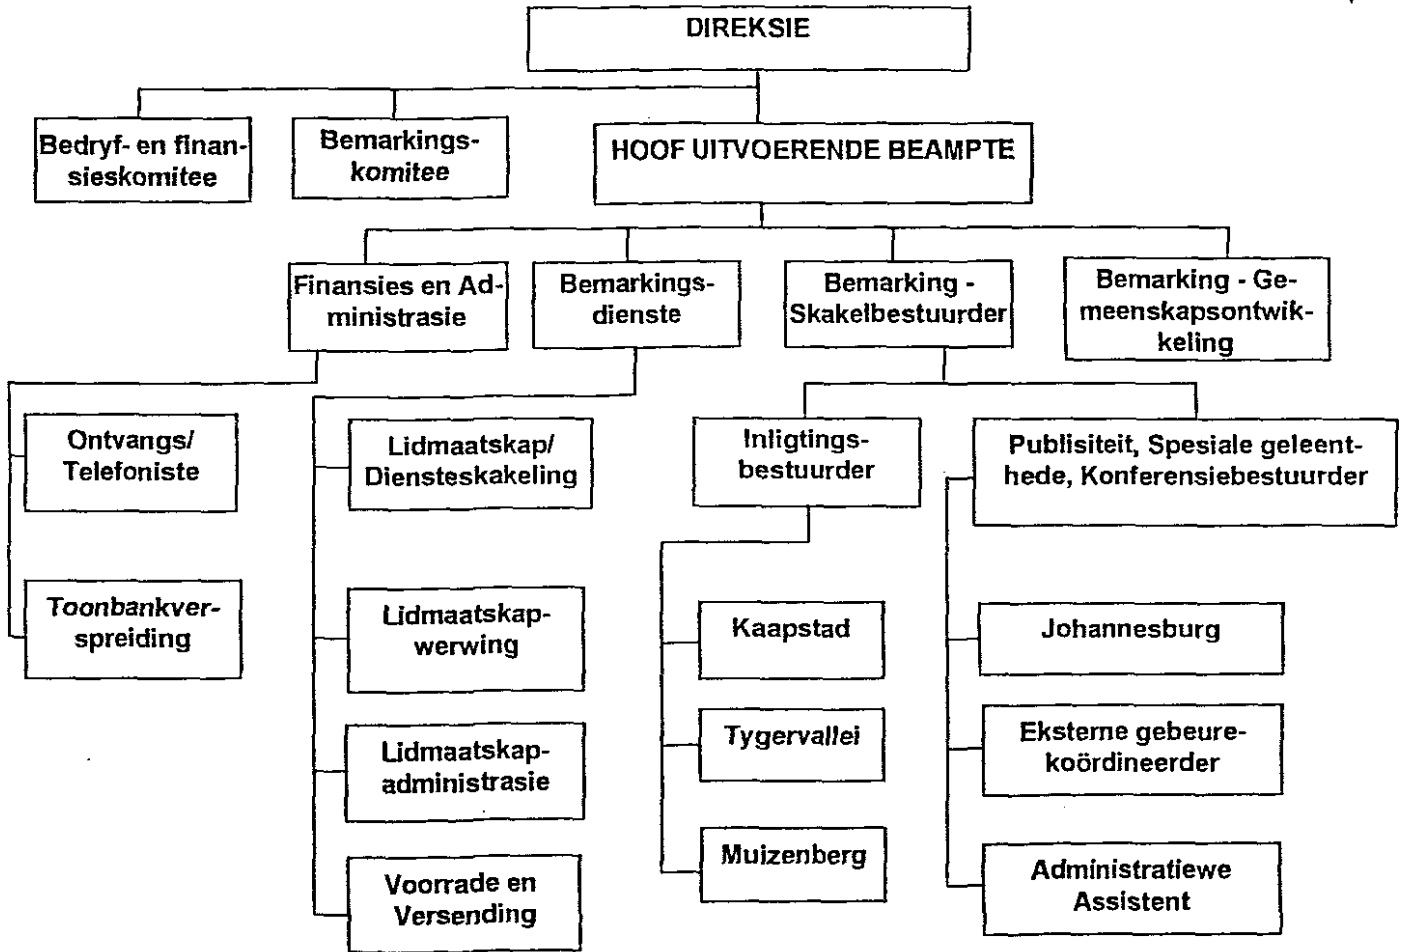 DIREKSIE
Bedryf- en finan-
sieskomitee
Bemarkings-
komitee
HOOF UITVOERENDE BEAMPTE
Finansies en Ad-
ministrasie
Bemarkings-
dienste
Bemarking -
Skakelbestuurder
Bemarking - Ge-
meenskapsontwik-
keling
Ontvangs/
Telefoniste
Lidmaatskap/
Diensteskakeling
Inligtings-
bestuurder
Publisiteit, Spesiale geleent-
hede, Konferensiebestuurder
Toonbankver-
spreiding
Lidmaatskap-
werwing
Kaapstad
Johannesburg
Lidmaatskap-
administrasie
Tygervallei
Eksterne gebeure-
koördineerder
Voorrade en
Versending
Muizenberg
Administratiewe
Assistent